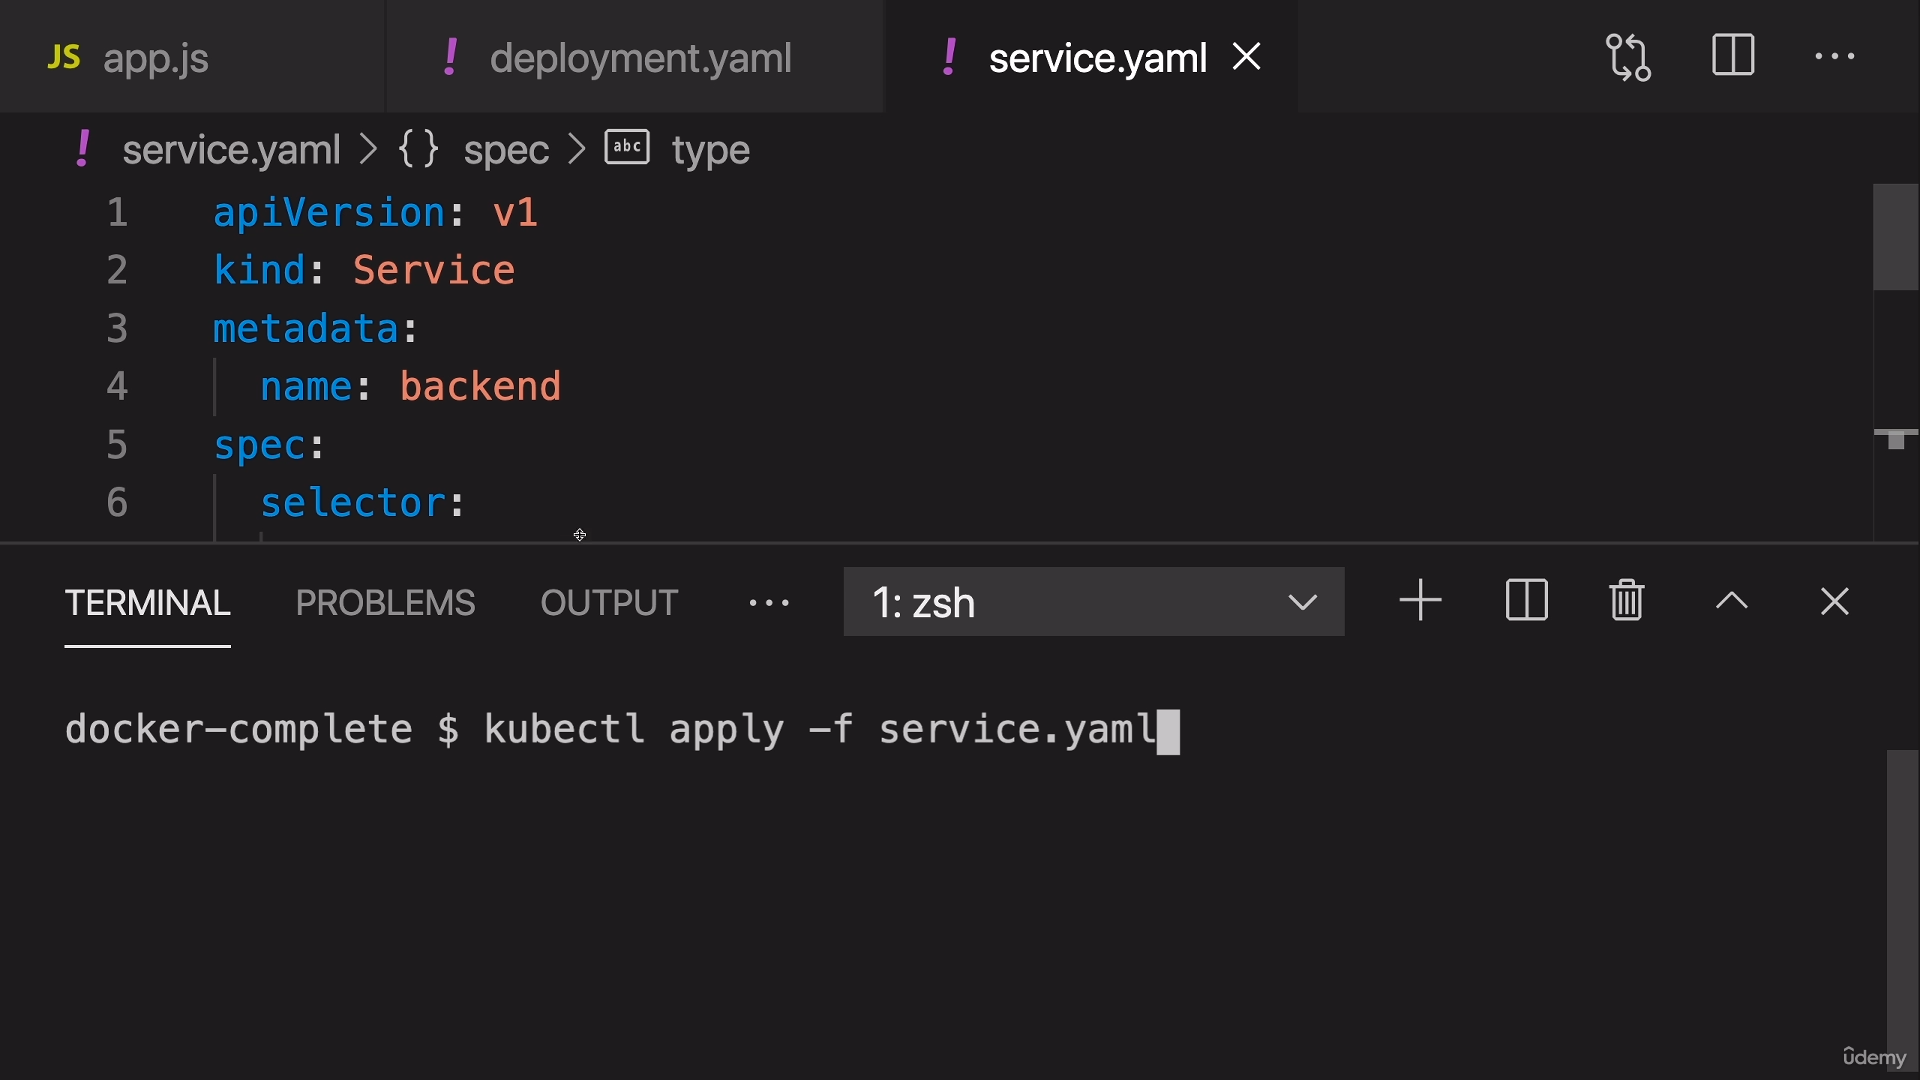 JS app.js ! deployment.yaml ! service.yaml
! service.yaml > {} spec > abc type
1 apiVersion: v1
2 kind: Service
3 metadata:
4 name: backend
5 spec:
6 selector:
TERMINAL PROBLEMS OUTPUT ... 1: zsh
docker-complete $ kubectl apply -f service.yaml
ûdemy